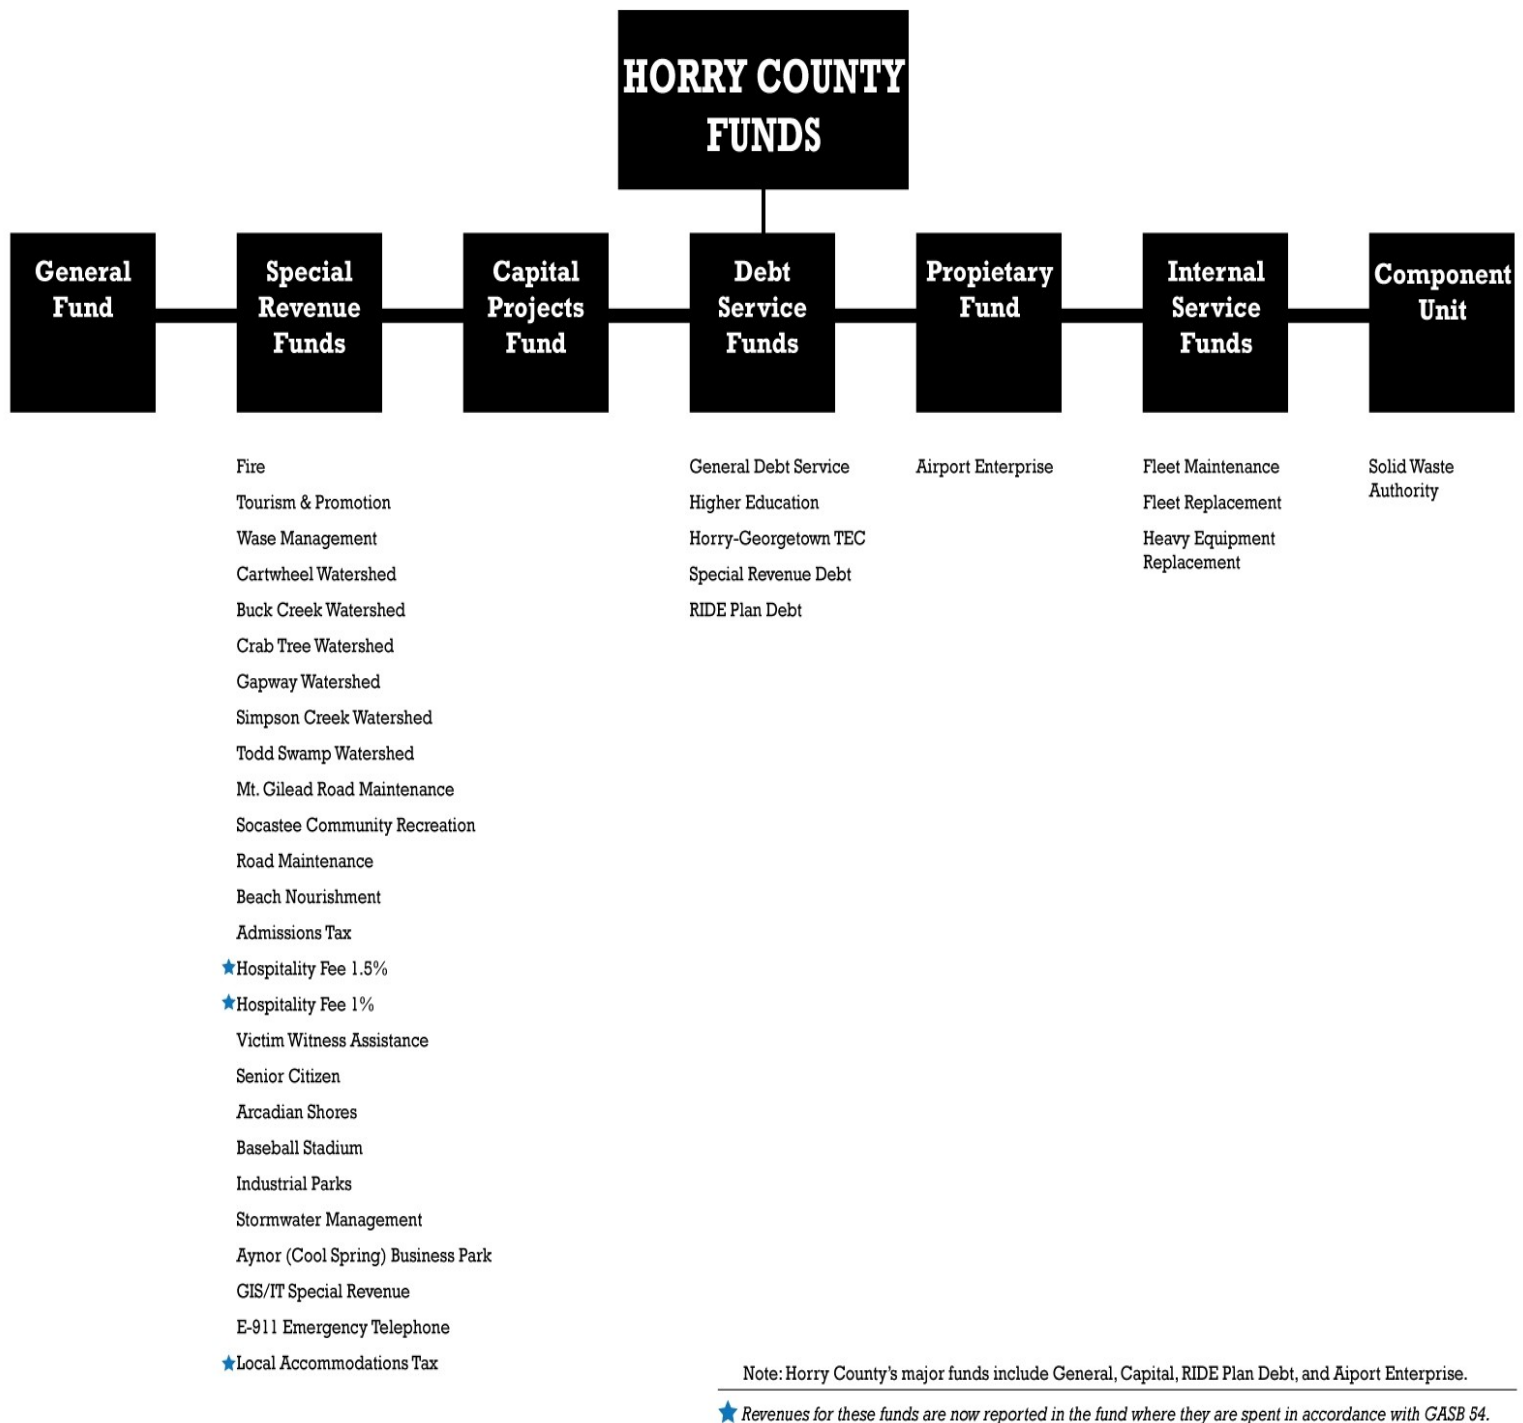 HORRY COUNTY
FUNDS
General
Fund
Special
Revenue
Funds
Capital
Projects
Fund
Debt
Service
Funds
Propietary
Fund
Internal
Service
Funds
Component
Unit
Fire
Tourism & Promotion
Wase Management
Cartwheel Watershed
Buck Creek Watershed
Crab Tree Watershed
Gapway Watershed
Simpson Creek Watershed
Todd Swamp Watershed
Mt. Gilead Road Maintenance
Socastee Community Recreation
Road Maintenance
Beach Nourishment
Admissions Tax
Hospitality Fee 1.5%
Hospitality Fee 1%
Victim Witness Assistance
Senior Citizen
Arcadian Shores
Baseball Stadium
Industrial Parks
Stormwater Management
Aynor (Cool Spring) Business Park
GIS/IT Special Revenue
E-911 Emergency Telephone
Local Accommodations Tax
General Debt Service
Higher Education
Horry-Georgetown TEC
Special Revenue Debt
RIDE Plan Debt
Airport Enterprise
Fleet Maintenance
Fleet Replacement
Heavy Equipment
Replacement
Solid Waste
Authority
Note: Horry County's major funds include General, Capital, RIDE Plan Debt, and Aiport Enterprise.
Revenues for these funds are now reported in the fund where they are spent in accordance with GASB 54.